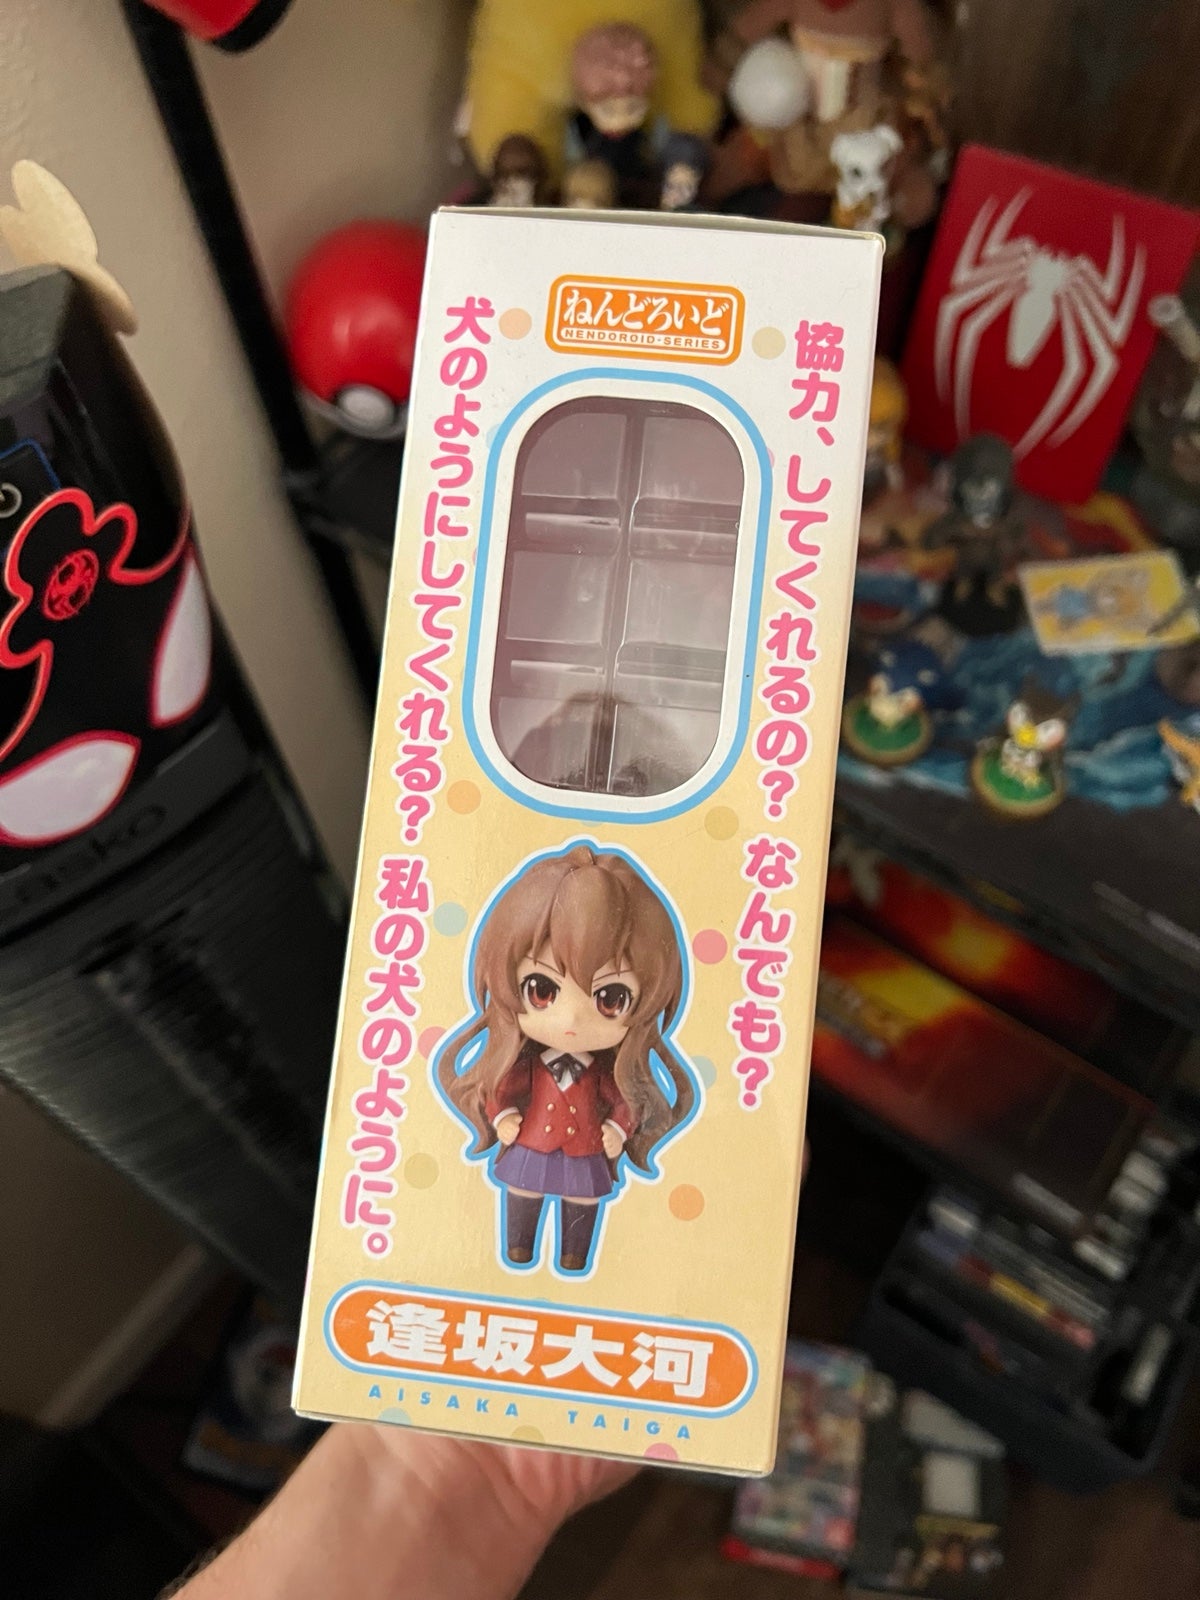 ねんどろいど
NENDOROID-SERIES
協力、してくれるの？なんでも？
犬のようにしてくれる？私の犬のように。
逢坂大河
AISAKA TAIGA